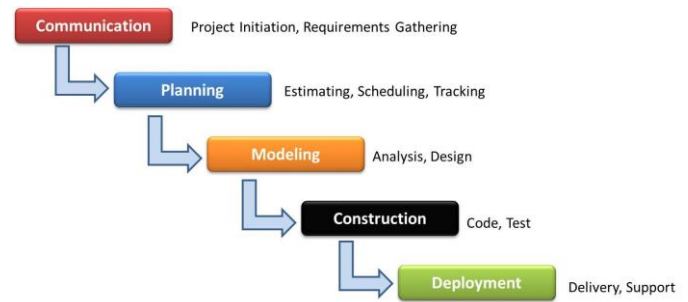 Communication Project Initiation, Requirements Gathering
Planning Estimating, Scheduling, Tracking
Modeling Analysis, Design
Construction Code, Test
Deployment Delivery, Support